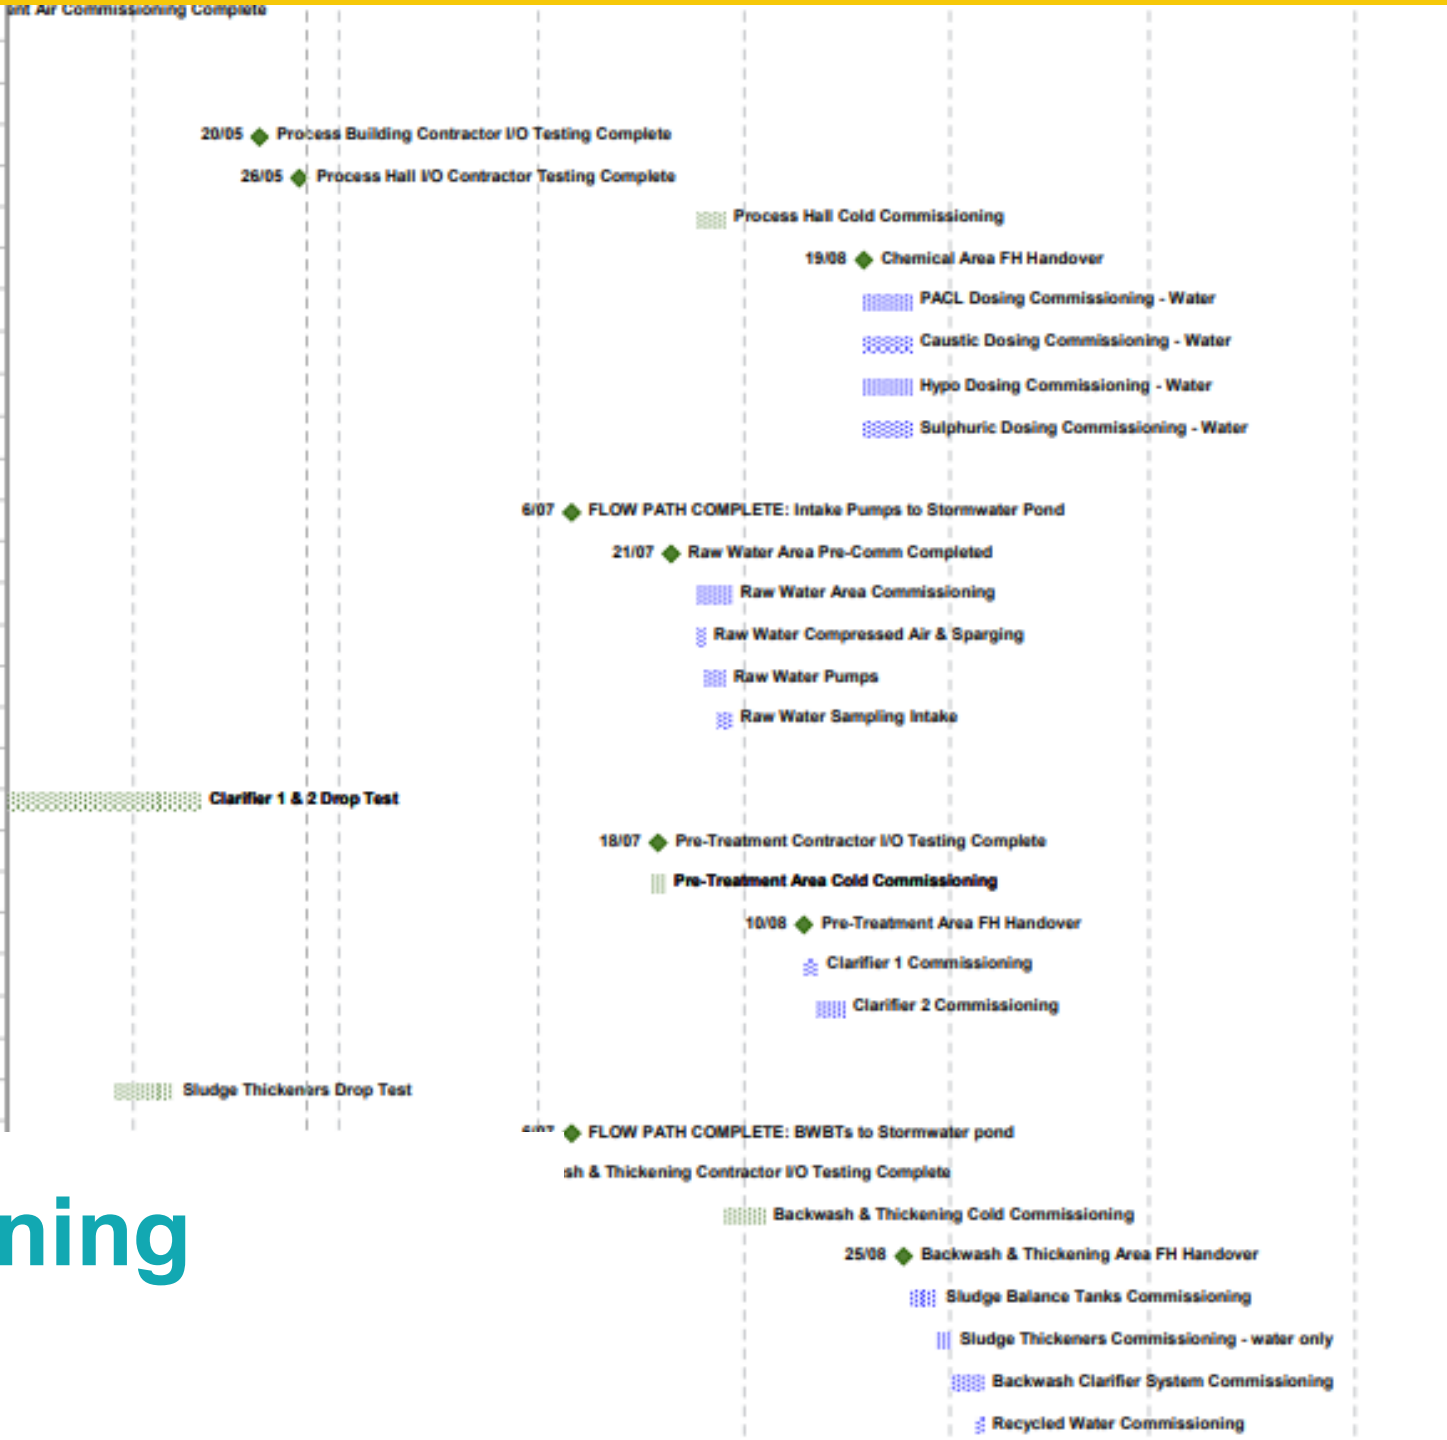 ent Air Commissioning Complete
20/05 Process Building Contractor I/O Testing Complete
26/05 Process Hall I/O Contractor Testing Complete
Process Hall Cold Commissioning
19/08 Chemical Area FH Handover
PACL Dosing Commissioning - Water
Caustic Dosing Commissioning - Water
Hypo Dosing Commissioning - Water
Sulphuric Dosing Commissioning - Water
6/07 FLOW PATH COMPLETE: Intake Pumps to Stormwater Pond
21/07 Raw Water Area Pre-Comm Completed
Raw Water Area Commissioning
Raw Water Compressed Air & Sparging
Raw Water Pumps
Raw Water Sampling Intake
Clarifier 1 & 2 Drop Test
18/07 Pre-Treatment Contractor I/O Testing Complete
Pre-Treatment Area Cold Commissioning
10/08 Pre-Treatment Area FH Handover
Clarifier 1 Commissioning
Clarifier 2 Commissioning
Sludge Thickeners Drop Test
6/07 FLOW PATH COMPLETE: BWBTs to Stormwater pond
sh & Thickening Contractor I/O Testing Complete
ning
Backwash & Thickening Cold Commissioning
25/08 Backwash & Thickening Area FH Handover
Sludge Balance Tanks Commissioning
Sludge Thickeners Commissioning - water only
Backwash Clarifier System Commissioning
Recycled Water Commissioning